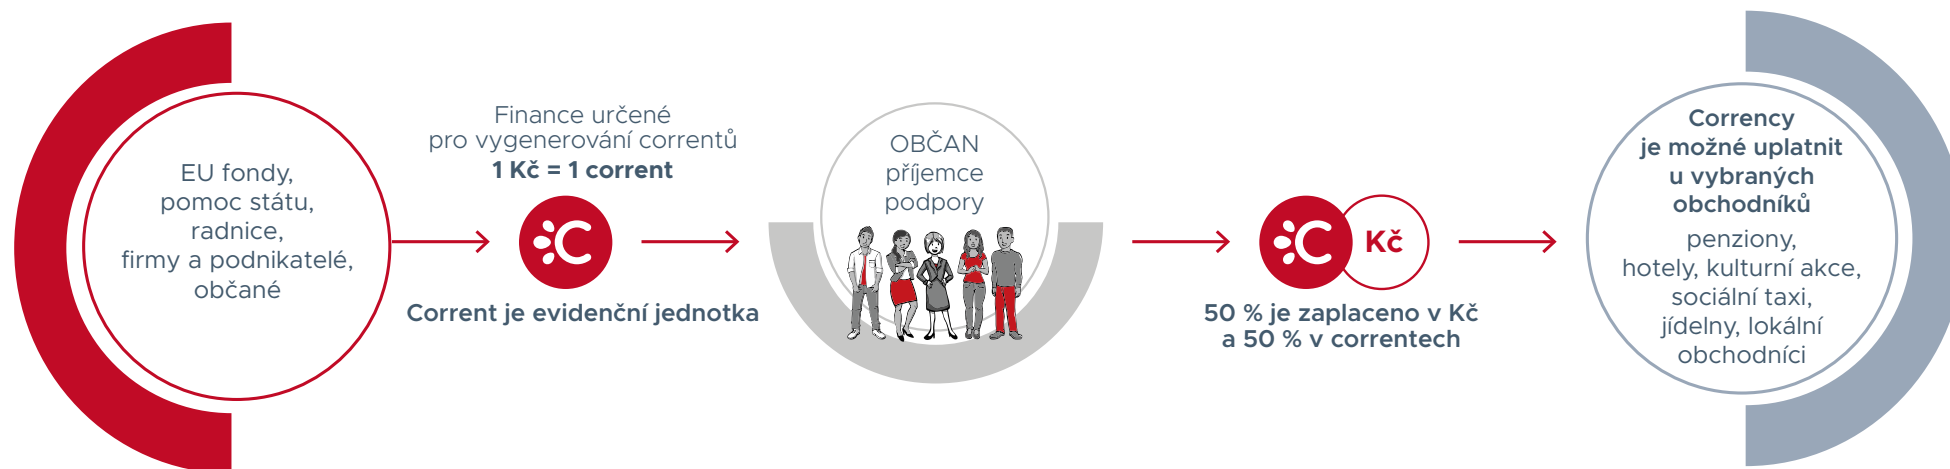 EU fondy,
pomoc státu,
radnice,
firmy a podnikatelé,
občané
Finance určené
pro vygenerování correntů
1 Kč = 1 corrent
C
Corrent je evidenční jednotka
OBČAN
příjemce
podpory
C Kč
50 % je zaplaceno v Kč
a 50 % v correntech
Corrency
je možné uplatnit
u vybraných
obchodníků
penziony,
hotely, kulturní akce,
sociální taxi,
jídelny, lokální
obchodníci